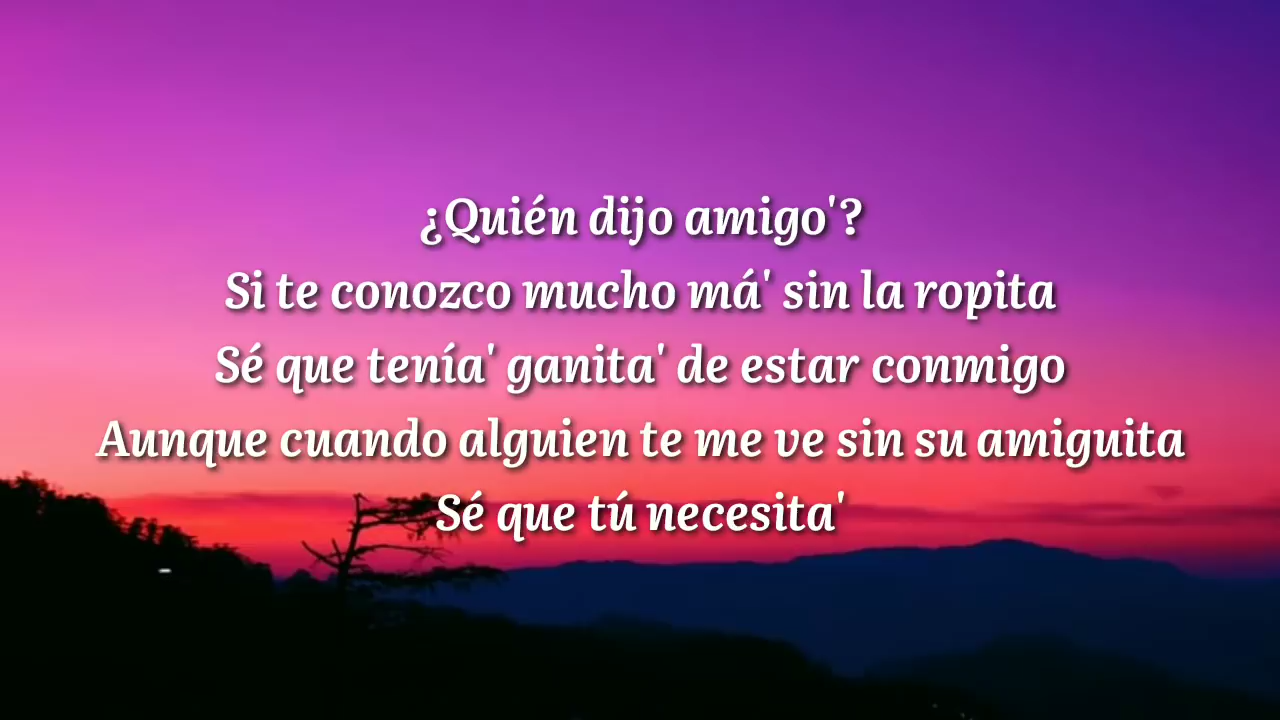 ¿Quién dijo amigo'?
Si te conozco mucho má' sin la ropita
Sé que tenía' ganita' de estar conmigo
Aunque cuando alguien te me ve sin su amiguita
Sé que tú necesita'